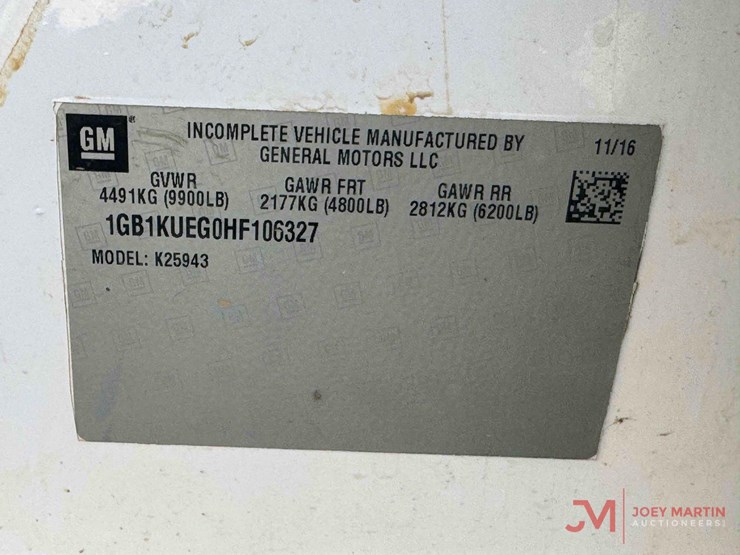 GM
INCOMPLETE VEHICLE MANUFACTURED BY
GENERAL MOTORS LLC
11/16
GVWR GAWR FRT GAWR RR
4491KG (9900LB) 2177KG (4800LB) 2812KG (6200LB)
1GB1KUEG0HF106327
MODEL: K25943
JM JOEY MARTIN
AUCTIONEERS